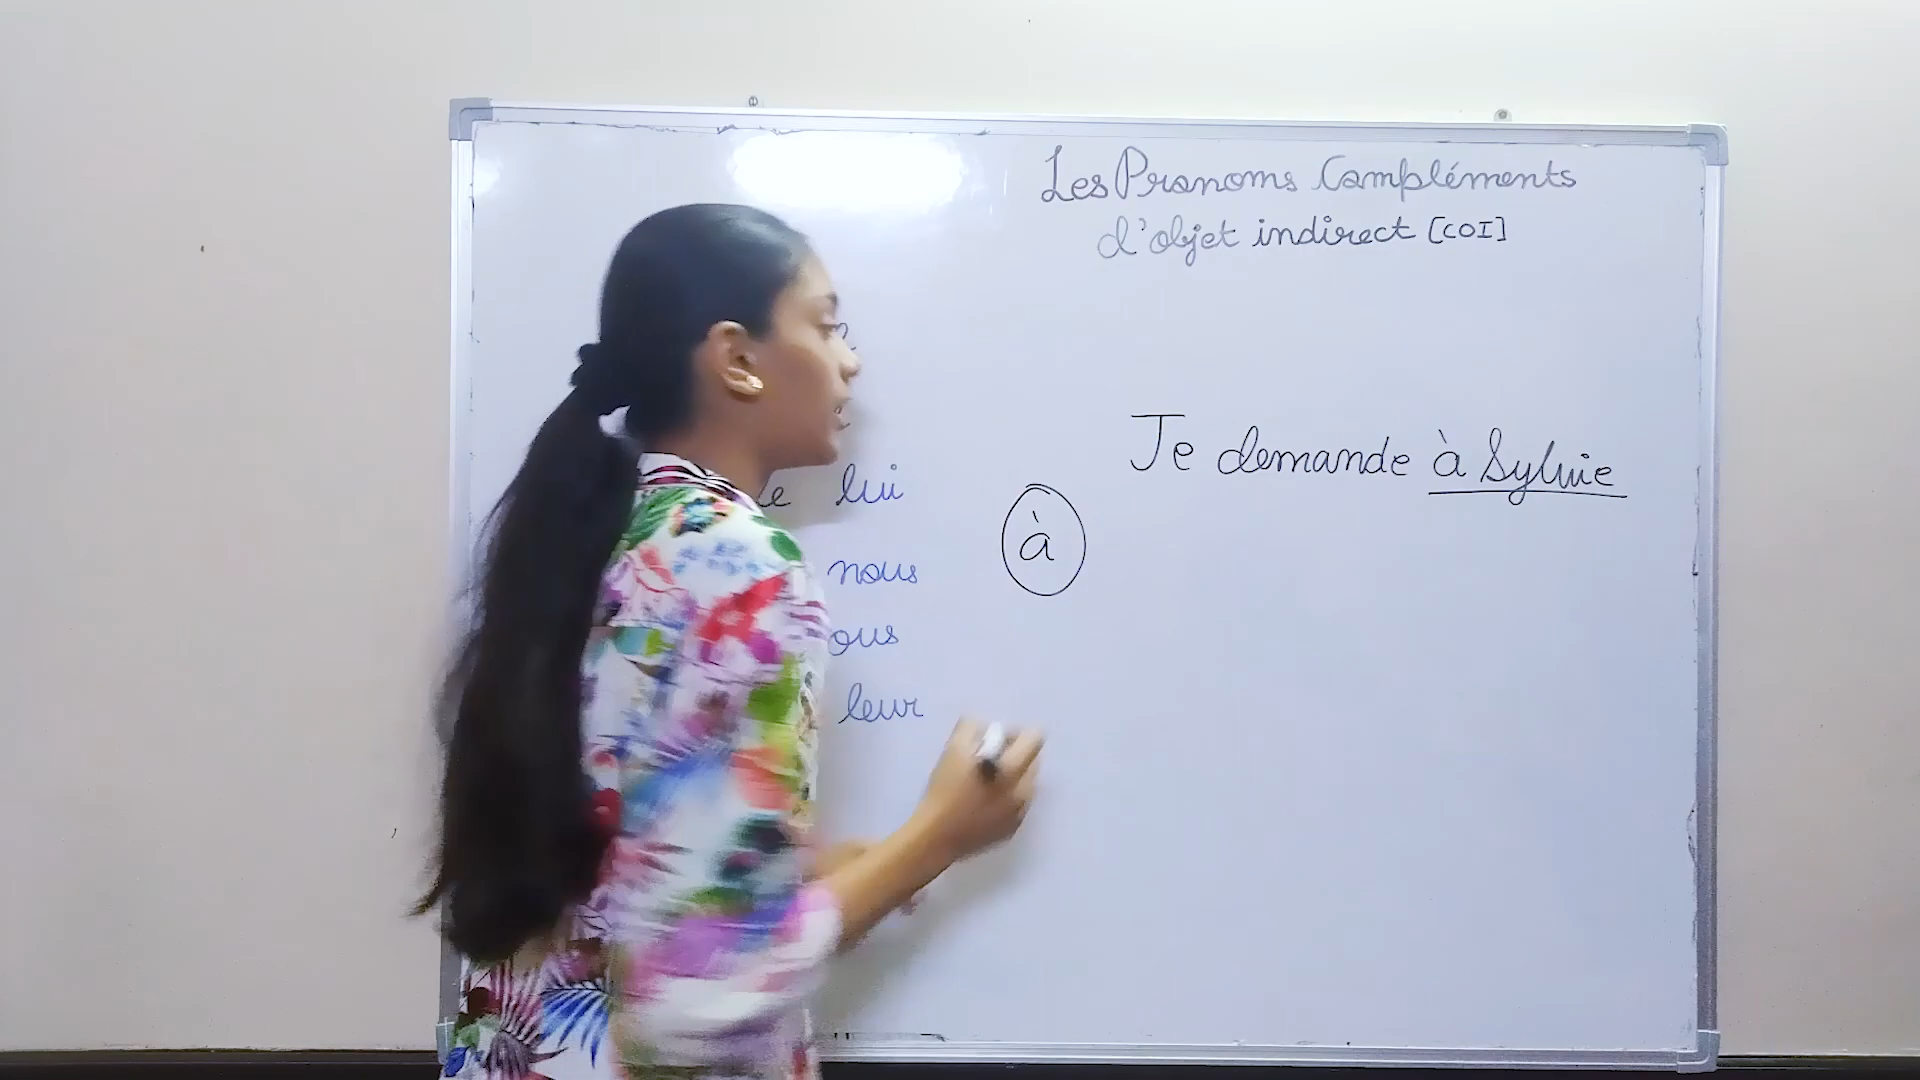 Les Pronoms Compléments
d'objet indirect [COI]
Je demande à Sylvie
lui
à
nous
leur